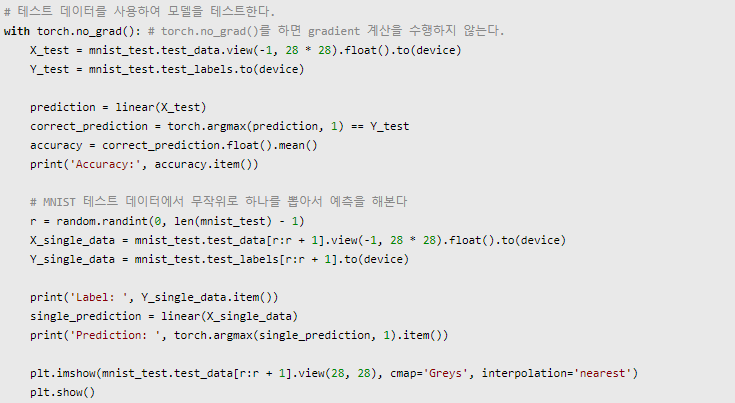 # 테스트 데이터를 사용하여 모델을 테스트한다.
with torch.no_grad(): # torch.no_grad()를 하면 gradient 계산을 수행하지 않는다.
    X_test = mnist_test.test_data.view(-1, 28 * 28).float().to(device)
    Y_test = mnist_test.test_labels.to(device)

    prediction = linear(X_test)
    correct_prediction = torch.argmax(prediction, 1) == Y_test
    accuracy = correct_prediction.float().mean()
    print('Accuracy:', accuracy.item())

    # MNIST 테스트 데이터에서 무작위로 하나를 뽑아서 예측을 해본다
    r = random.randint(0, len(mnist_test) - 1)
    X_single_data = mnist_test.test_data[r:r + 1].view(-1, 28 * 28).float().to(device)
    Y_single_data = mnist_test.test_labels[r:r + 1].to(device)

    print('Label: ', Y_single_data.item())
    single_prediction = linear(X_single_data)
    print('Prediction: ', torch.argmax(single_prediction, 1).item())

    plt.imshow(mnist_test.test_data[r:r + 1].view(28, 28), cmap='Greys', interpolation='nearest')
    plt.show()